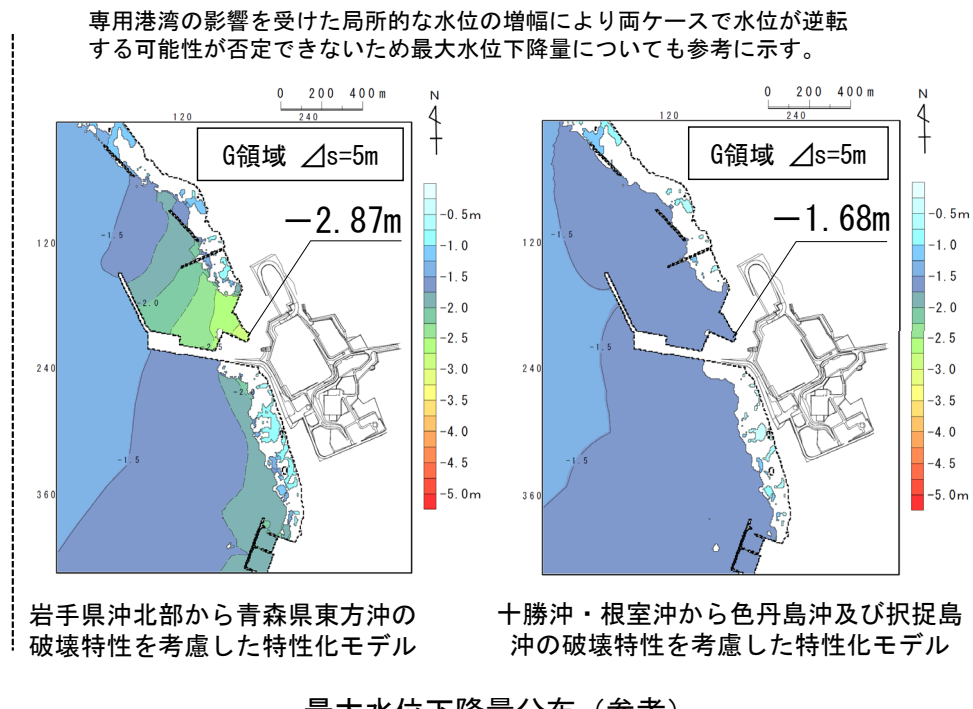 専用港湾の影響を受けた局所的な水位の増幅により両ケースで水位が逆転
する可能性が否定できないため最大水位下降量についても参考に示す。
0 200 400m
N
120 240
G領域 ⊿s=5m
−2.87m
-0.5m
-1.0
-1.5
-2.0
-2.5
-3.0
-3.5
-4.0
-4.5
-5.0m
120
240
360
-1.5
-2.0
-2.5
-2.0
-1.5
岩手県沖北部から青森県東方沖の
破壊特性を考慮した特性化モデル
0 200 400m
N
120 240
G領域 ⊿s=5m
−1.68m
-0.5m
-1.0
-1.5
-2.0
-2.5
-3.0
-3.5
-4.0
-4.5
-5.0m
120
240
360
-1.5
-1.5
-1.5
十勝沖・根室沖から色丹島沖及び択捉島
沖の破壊特性を考慮した特性化モデル
最大水位下降量分布（参考）